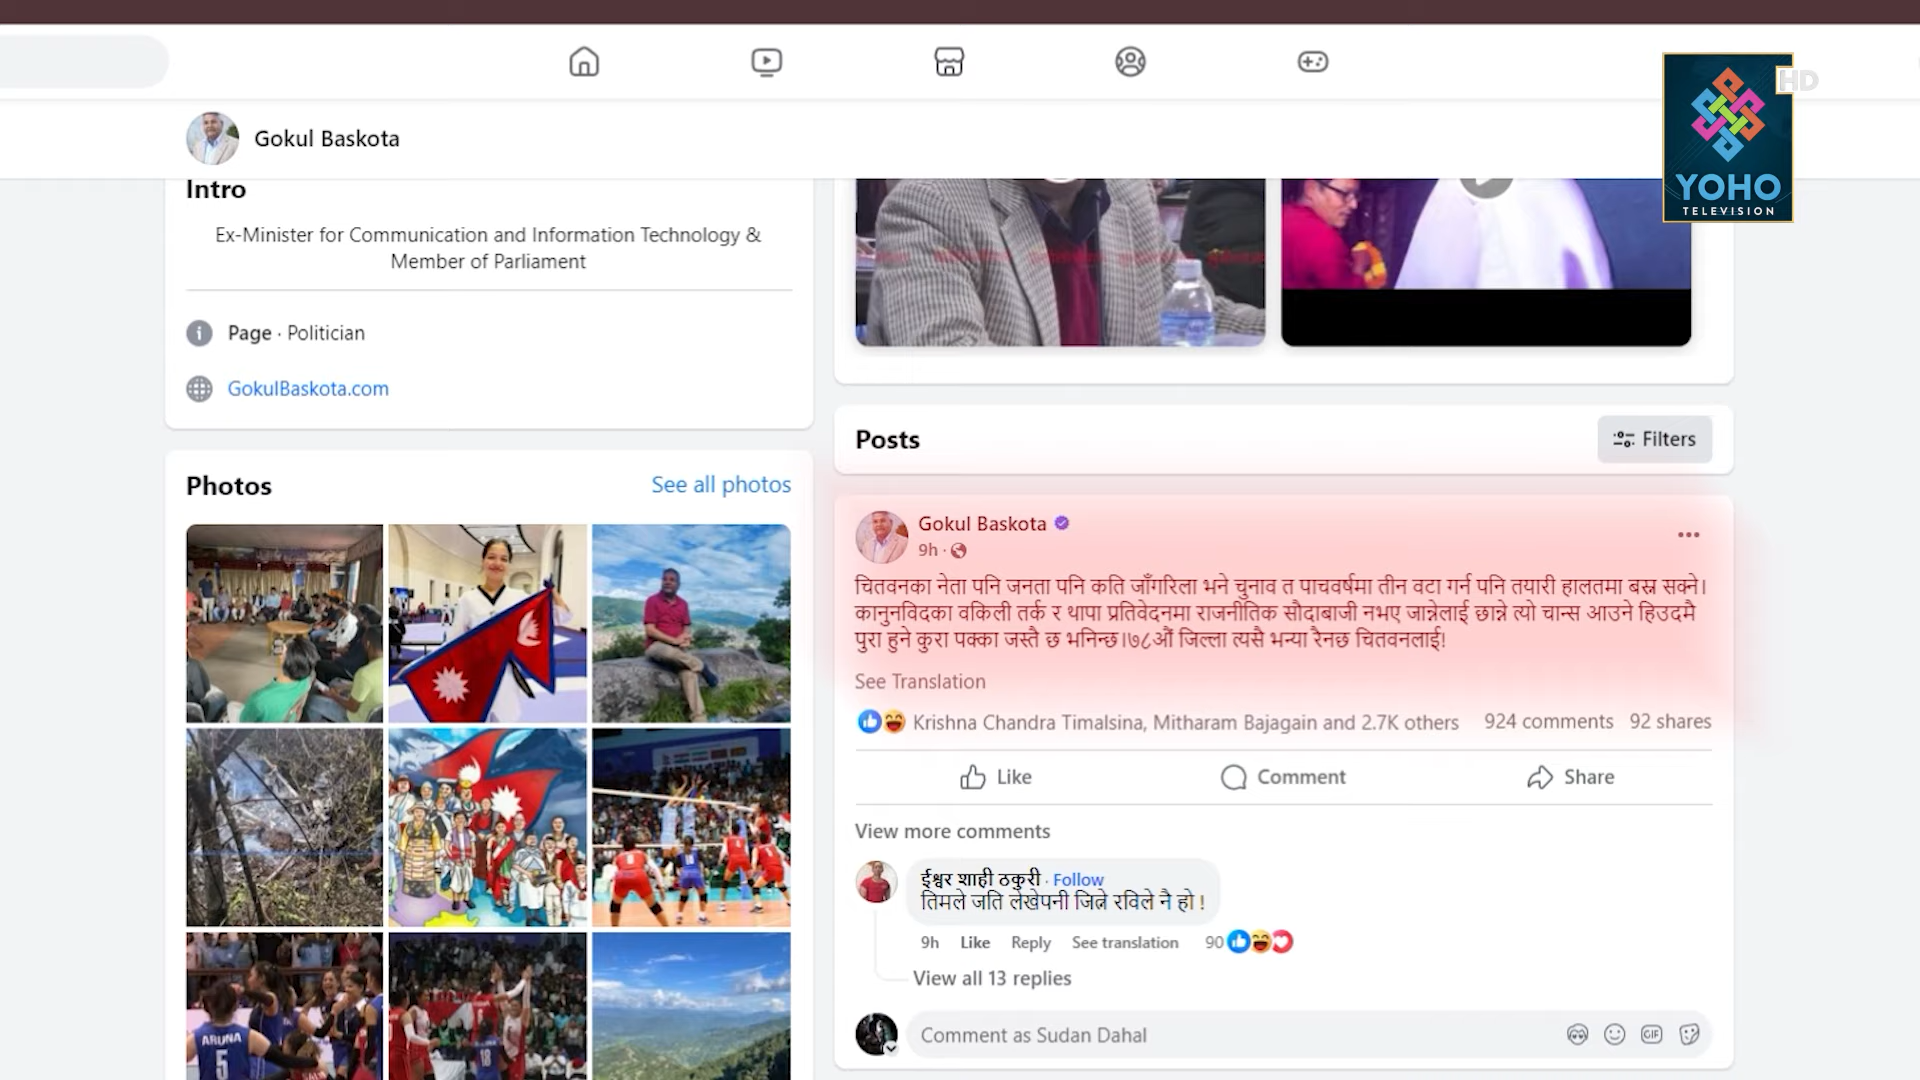 HD
YOHO
TELEVISION
Gokul Baskota
Intro
Ex-Minister for Communication and Information Technology &
Member of Parliament
Page · Politician
GokulBaskota.com
Photos
See all photos
ARUNA
5
18
Posts
Filters
Gokul Baskota
9h ·
चितवनका नेता पनि जनता पनि कति जाँगरिला भने चुनाव त पाचवर्षमा तीन वटा गर्न पनि तयारी हालतमा बस्न सक्ने।
कानुनविदका वकिली तर्क र थापा प्रतिवेदनमा राजनीतिक सौदाबाजी नभए जान्नेलाई छान्ने त्यो चान्स आउने हिउदमै
पुरा हुने कुरा पक्का जस्तै छ भनिन्छ।७८औं जिल्ला त्यसै भन्या रैनछ चितवनलाई!
See Translation
Krishna Chandra Timalsina, Mitharam Bajagain and 2.7K others 924 comments 92 shares
Like Comment Share
View more comments
ईश्वर शाही ठकुरी · Follow
तिमले जति लेखेपनी जित्ने रविले नै हो !
9h Like Reply See translation 90
View all 13 replies
Comment as Sudan Dahal
GIF